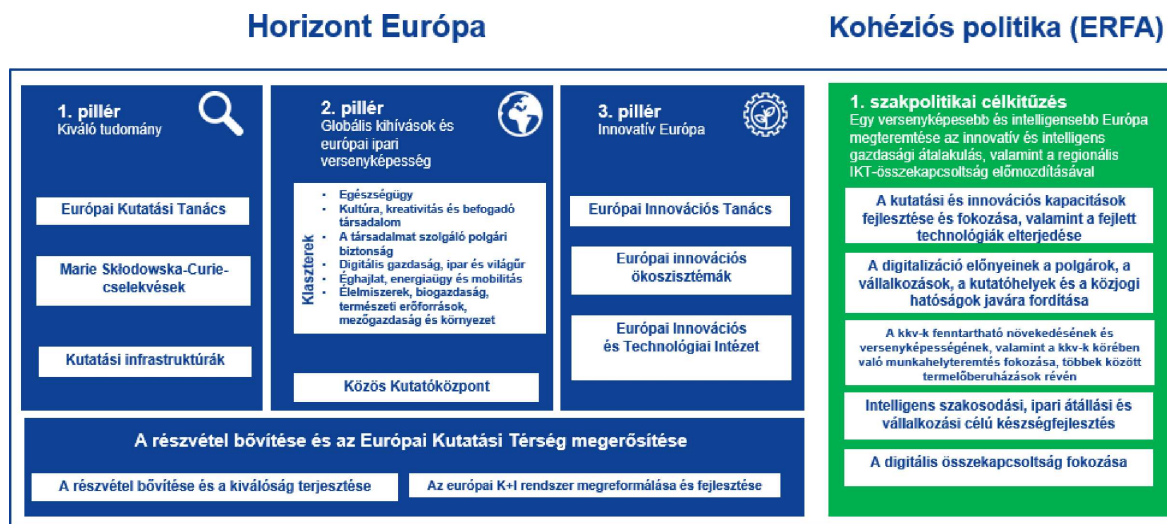 Horizont Európa
Kohéziós politika (ERFA)
1. pillér
Kiváló tudomány
Európai Kutatási Tanács
Marie Skłodowska-Curie-
cselekvések
Kutatási infrastruktúrák
2. pillér
Globális kihívások és
európai ipari
versenyképesség
Klaszterek
• Egészségügy
• Kultúra, kreativitás és befogadó
társadalom
• A társadalmat szolgáló polgári
biztonság
• Digitális gazdaság, ipar és világűr
• Éghajlat, energiaügy és mobilitás
• Élelmiszerek, biogazdaság,
természeti erőforrások,
mezőgazdaság és környezet
Közös Kutatóközpont
3. pillér
Innovatív Európa
Európai Innovációs Tanács
Európai innovációs
ökoszisztémák
Európai Innovációs
és Technológiai Intézet
A részvétel bővítése és az Európai Kutatási Térség megerősítése
A részvétel bővítése és a kiválóság terjesztése
Az európai K+I rendszer megreformálása és fejlesztése
1. szakpolitikai célkitűzés
Egy versenyképesebb és intelligensebb Európa
megteremtése az innovatív és intelligens
gazdasági átalakulás, valamint a regionális
IKT-összekapcsoltság előmozdításával
A kutatási és innovációs kapacitások
fejlesztése és fokozása, valamint a fejlett
technológiák elterjedése
A digitalizáció előnyeinek a polgárok, a
vállalkozások, a kutatóhelyek és a közjogi
hatóságok javára fordítása
A kkv-k fenntartható növekedésének és
versenyképességének, valamint a kkv-k körében
való munkahelyteremtés fokozása, többek között
termelőberuházások révén
Intelligens szakosodási, ipari átállási és
vállalkozási célú készségfejlesztés
A digitális összekapcsoltság fokozása